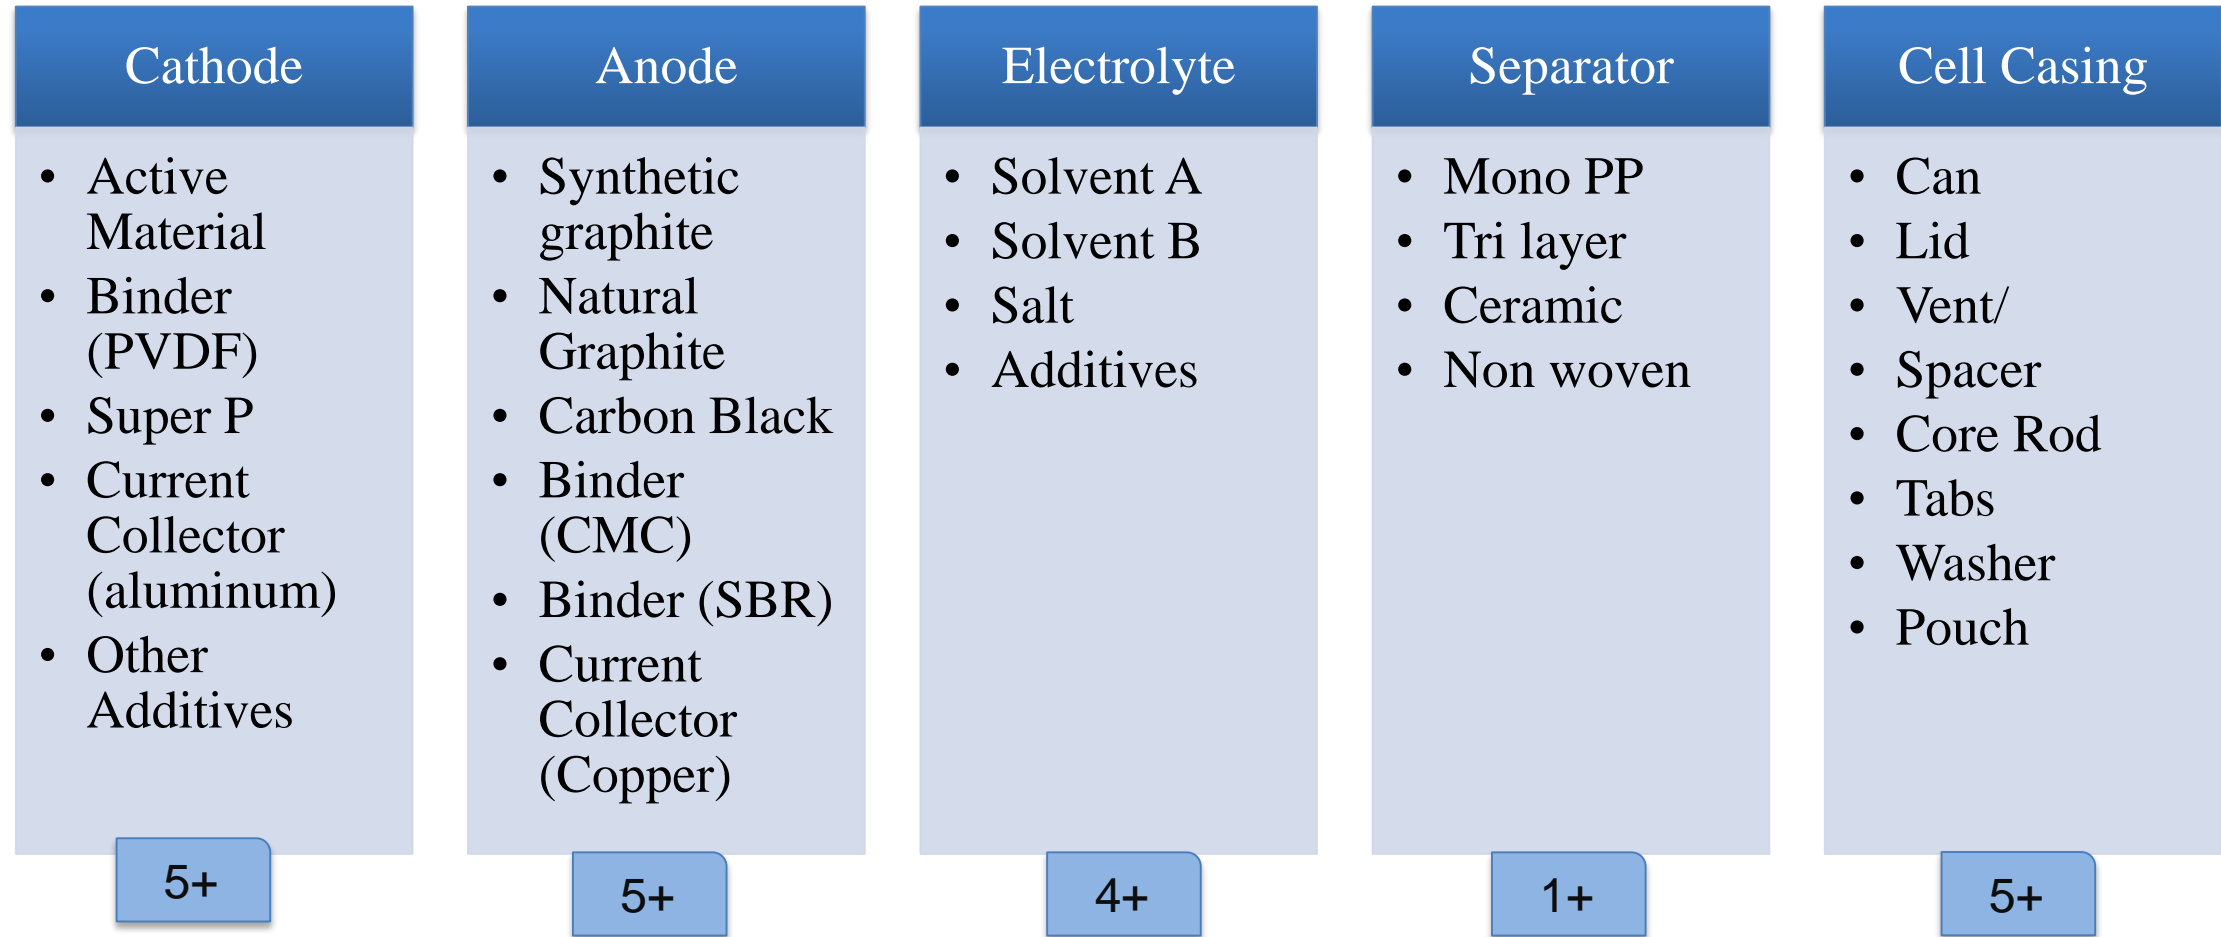 Cathode
• Active
Material
• Binder
(PVDF)
• Super P
• Current
Collector
(aluminum)
• Other
Additives
5+
Anode
• Synthetic
graphite
• Natural
Graphite
• Carbon Black
• Binder
(CMC)
• Binder (SBR)
• Current
Collector
(Copper)
5+
Electrolyte
• Solvent A
• Solvent B
• Salt
• Additives
4+
Separator
• Mono PP
• Tri layer
• Ceramic
• Non woven
1+
Cell Casing
• Can
• Lid
• Vent/
• Spacer
• Core Rod
• Tabs
• Washer
• Pouch
5+